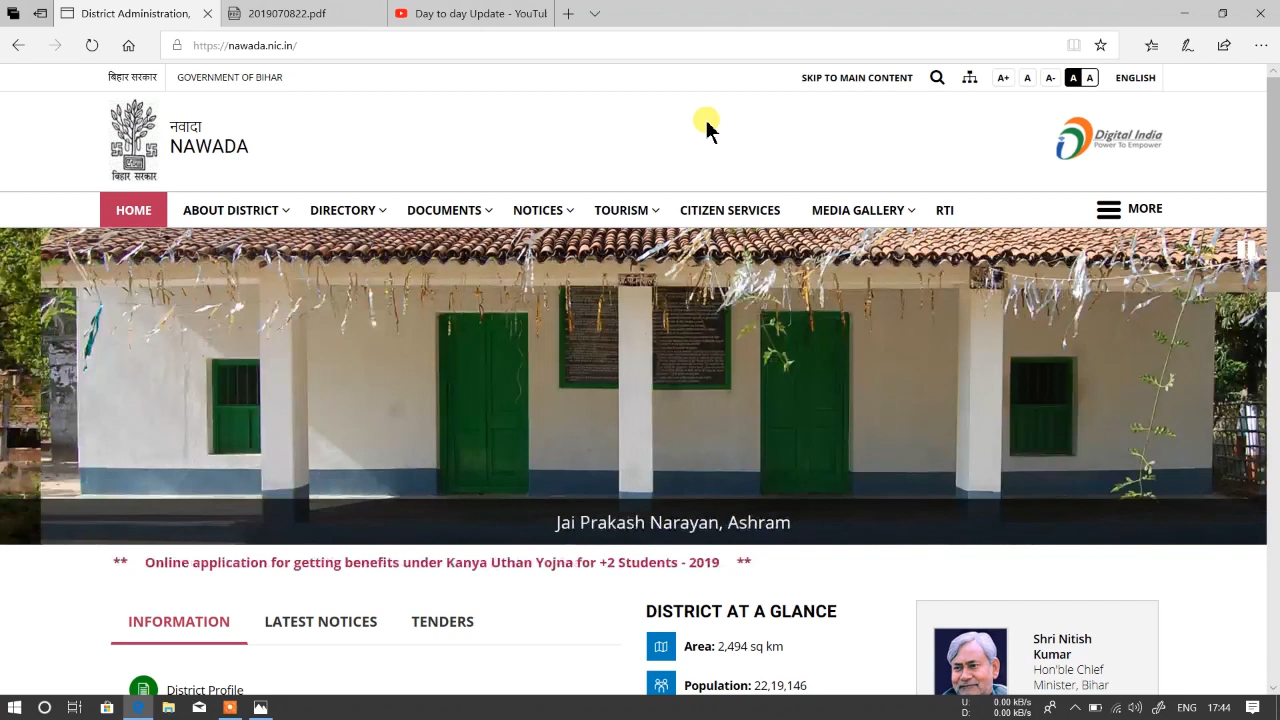 District Administration,
2019070822.pdf
Day to day Update - YouTul
https://nawada.nic.in/
बिहार सरकार
GOVERNMENT OF BIHAR
SKIP TO MAIN CONTENT
A+
A
A-
A
A
ENGLISH
नवादा
NAWADA
बिहार सरकार
Digital India
Power To Empower
HOME
ABOUT DISTRICT
DIRECTORY
DOCUMENTS
NOTICES
TOURISM
CITIZEN SERVICES
MEDIA GALLERY
RTI
MORE
Jai Prakash Narayan, Ashram
** Online application for getting benefits under Kanya Uthan Yojna for +2 Students - 2019 **
INFORMATION
LATEST NOTICES
TENDERS
District Profile
DISTRICT AT A GLANCE
Area: 2,494 sq km
Population: 22,19,146
Shri Nitish
Kumar
Hon'ble Chief
Minister, Bihar
U: 0.00 kB/s
D: 0.00 kB/s
ENG
17:44